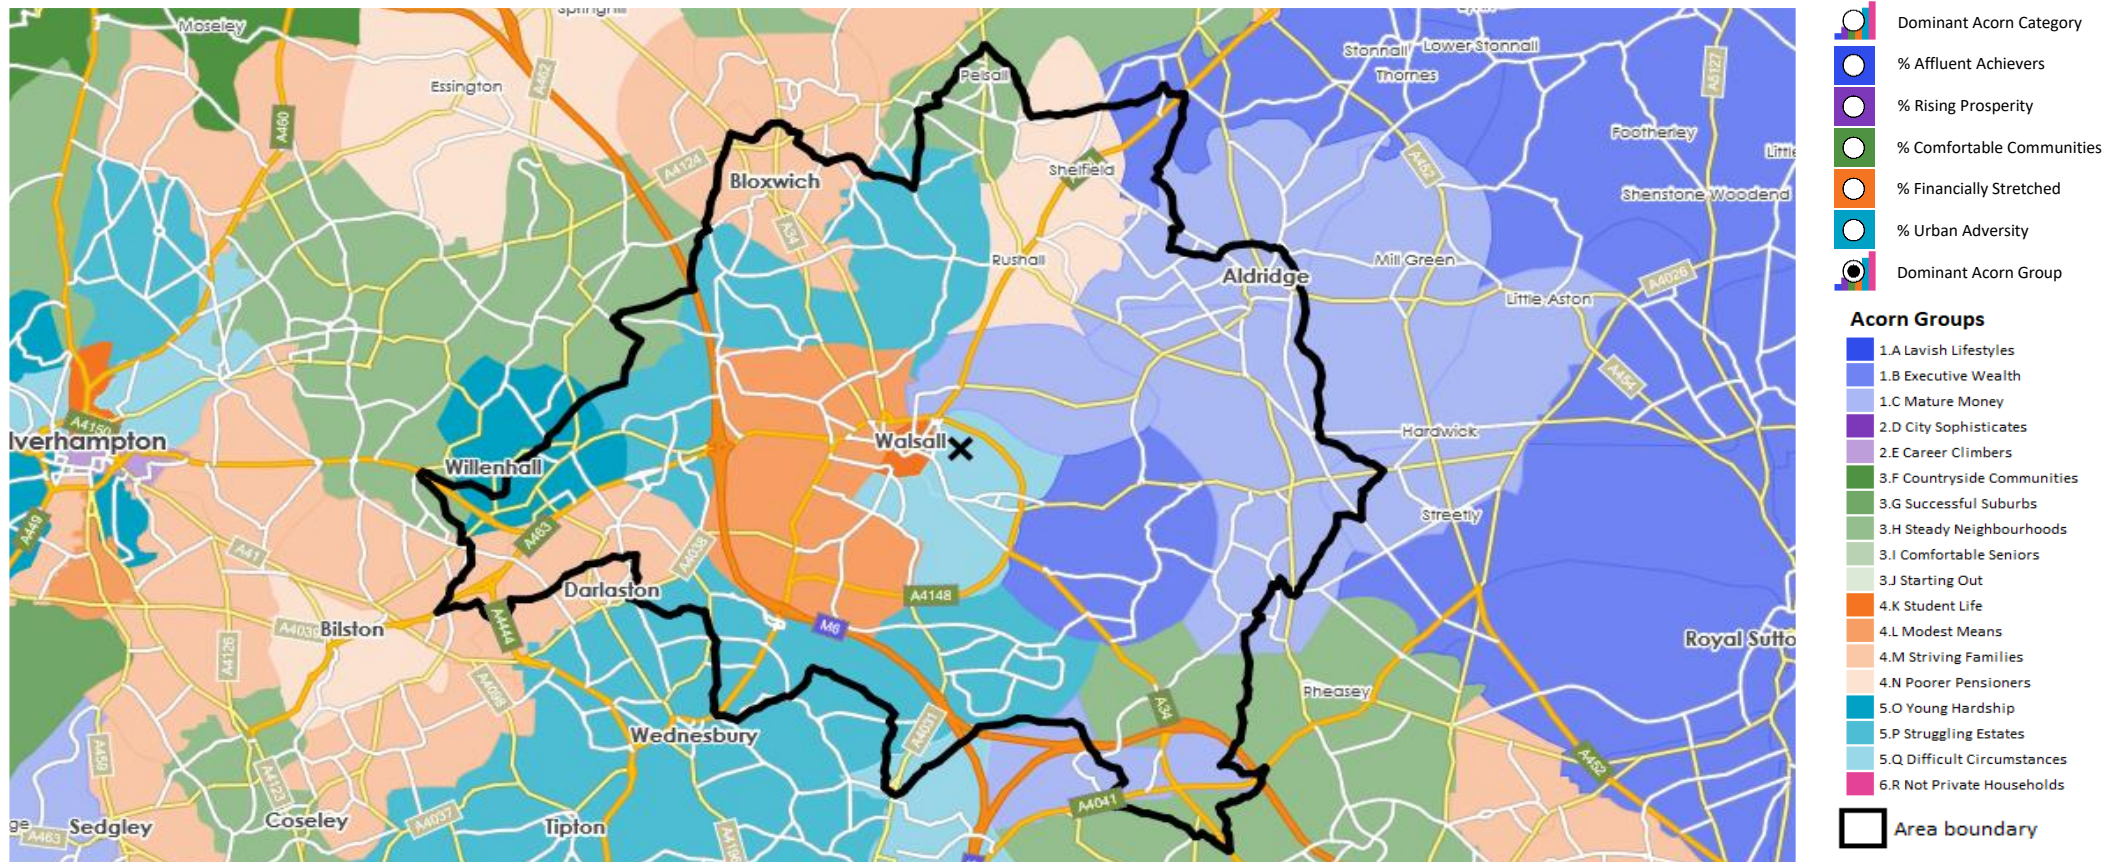 Moseley
Springhill
Essington
A460
A462
A4124
Pelsall
Bloxwich
A34
Shelfield
Rushall
Stonnall
Lower Stonnall
Thornes
A5127
Footherley
Little
Shenstone Woodend
A452
Mill Green
Aldridge
Little Aston
A4026
A454
Hardwick
Streetly
A4150
lverhampton
Willenhall
Walsall
A449
A41
A463
A4038
Darlaston
A4148
A4444
M6
Bilston
A4039
A4126
A4098
Royal Sutto
Rheasey
A34
A4031
Wednesbury
A452
A459
A4123
A4037
A4041
ge
A463
Sedgley
Coseley
Tipton
Dominant Acorn Category
% Affluent Achievers
% Rising Prosperity
% Comfortable Communities
% Financially Stretched
% Urban Adversity
Dominant Acorn Group
Acorn Groups
1.A Lavish Lifestyles
1.B Executive Wealth
1.C Mature Money
2.D City Sophisticates
2.E Career Climbers
3.F Countryside Communities
3.G Successful Suburbs
3.H Steady Neighbourhoods
3.I Comfortable Seniors
3.J Starting Out
4.K Student Life
4.L Modest Means
4.M Striving Families
4.N Poorer Pensioners
5.O Young Hardship
5.P Struggling Estates
5.Q Difficult Circumstances
6.R Not Private Households
Area boundary